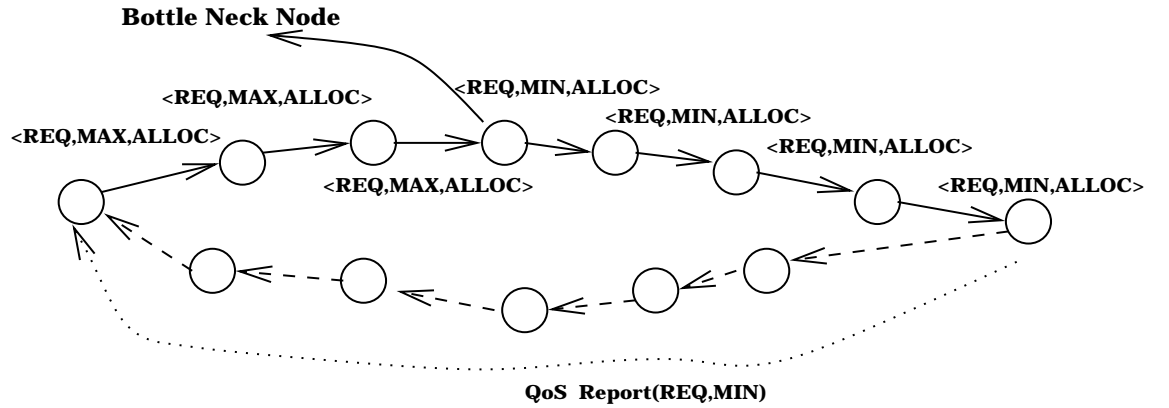 Bottle Neck Node
<REQ,MIN,ALLOC>
<REQ,MAX,ALLOC>
<REQ,MIN,ALLOC>
<REQ,MAX,ALLOC>
<REQ,MIN,ALLOC>
<REQ,MAX,ALLOC>
<REQ,MIN,ALLOC>
QoS Report(REQ,MIN)